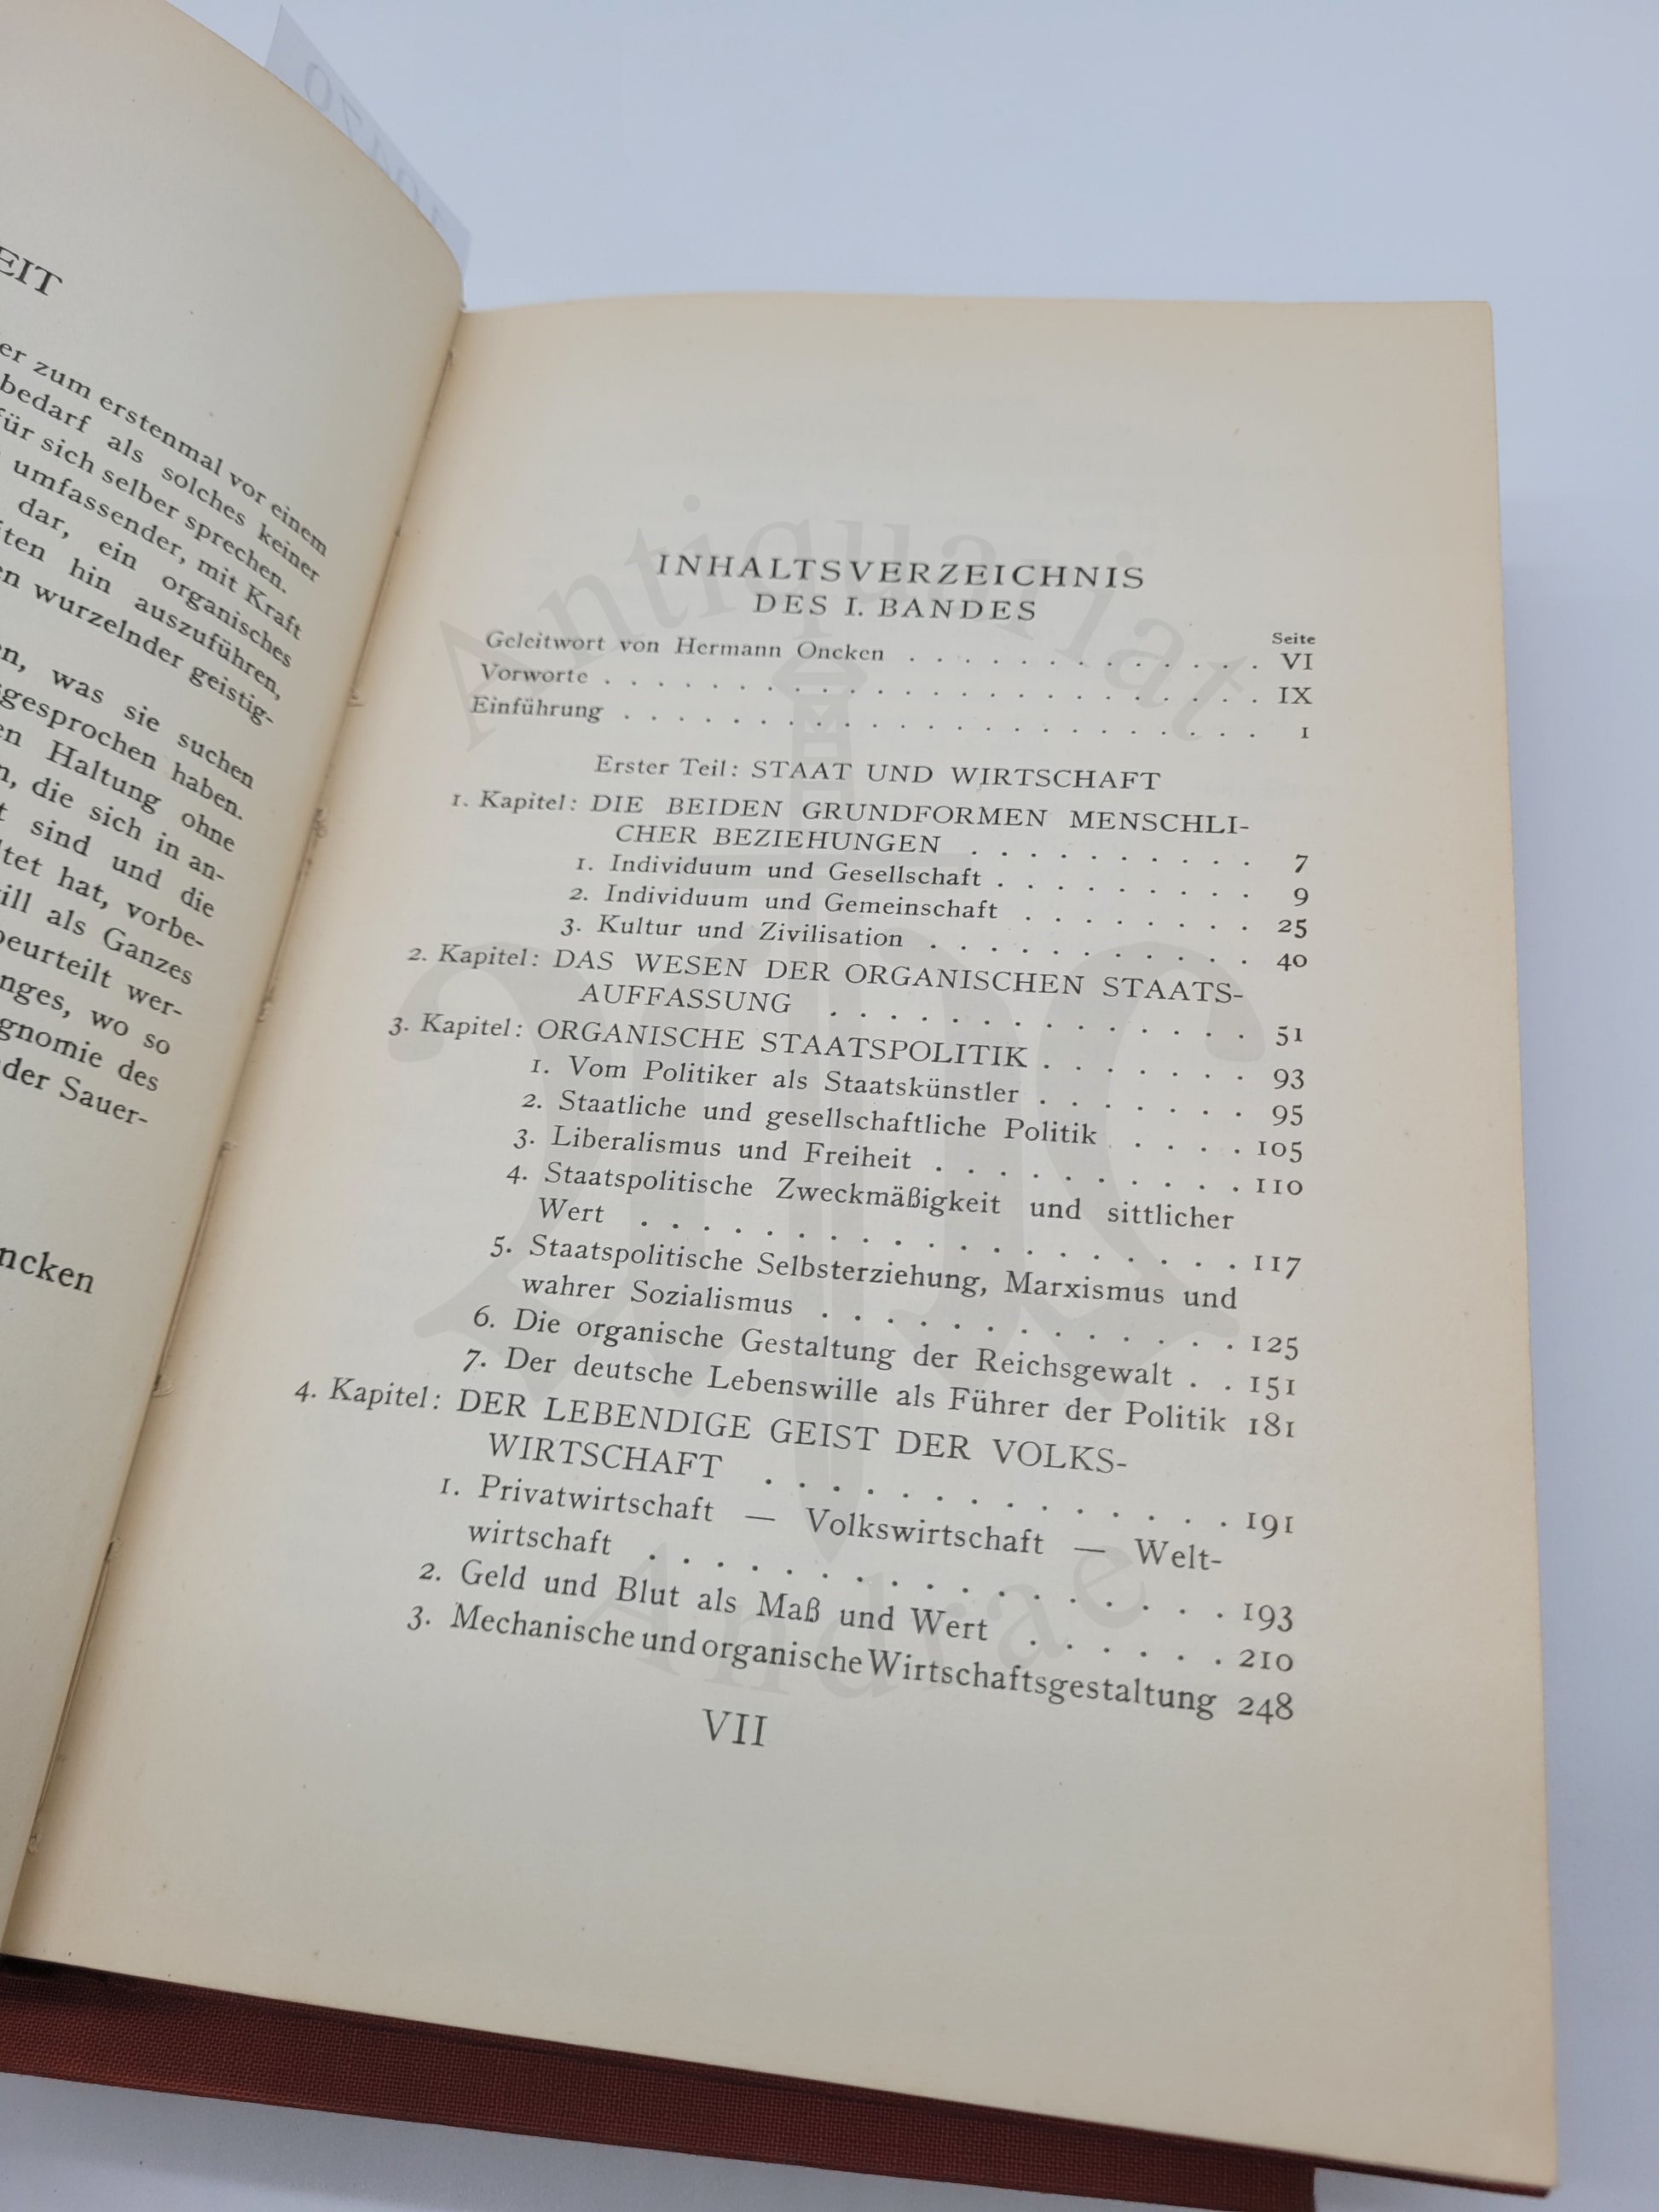 EIT
er zum erstenmal vor einem
bedarf als solches keiner
für sich selber sprechen.
umfassender, mit Kraft
dar, ein organisches
iten hin auszuführen,
en wurzelnder geistig-
en, was sie suchen
sgesprochen haben.
en Haltung ohne
n, die sich in an-
t sind und die
ltet hat, vorbe-
will als Ganzes
beurteilt wer-
nges, wo so
gnomie des
der Sauer-
ncken
INHALTSVERZEICHNIS
DES I. BANDES
Seite
Geleitwort von Hermann Oncken . . . . . . . . . . . . . VI
Vorworte . . . . . . . . . . . . . . . . . . . . . . . . IX
Einführung . . . . . . . . . . . . . . . . . . . . . . . 1
Erster Teil: STAAT UND WIRTSCHAFT
1. Kapitel: DIE BEIDEN GRUNDFORMEN MENSCHLI-
CHER BEZIEHUNGEN . . . . . . . . . . . 7
1. Individuum und Gesellschaft . . . . . . . . . 9
2. Individuum und Gemeinschaft . . . . . . . . 25
3. Kultur und Zivilisation . . . . . . . . . . . 40
2. Kapitel: DAS WESEN DER ORGANISCHEN STAATS-
AUFFASSUNG . . . . . . . . . . . . . . 51
3. Kapitel: ORGANISCHE STAATSPOLITIK . . . . . . . 93
1. Vom Politiker als Staatskünstler . . . . . . . 95
2. Staatliche und gesellschaftliche Politik . . . . . 105
3. Liberalismus und Freiheit . . . . . . . . . . 110
4. Staatspolitische Zweckmäßigkeit und sittlicher
Wert . . . . . . . . . . . . . . . . . . . 117
5. Staatspolitische Selbsterziehung, Marxismus und
wahrer Sozialismus . . . . . . . . . . . . . 125
6. Die organische Gestaltung der Reichsgewalt . . 151
7. Der deutsche Lebenswille als Führer der Politik 181
4. Kapitel: DER LEBENDIGE GEIST DER VOLKS-
WIRTSCHAFT . . . . . . . . . . . . . . 191
1. Privatwirtschaft — Volkswirtschaft — Welt-
wirtschaft . . . . . . . . . . . . . . . . . 193
2. Geld und Blut als Maß und Wert . . . . . . 210
3. Mechanische und organische Wirtschaftsgestaltung 248
VII
Antiquariat
Andrae